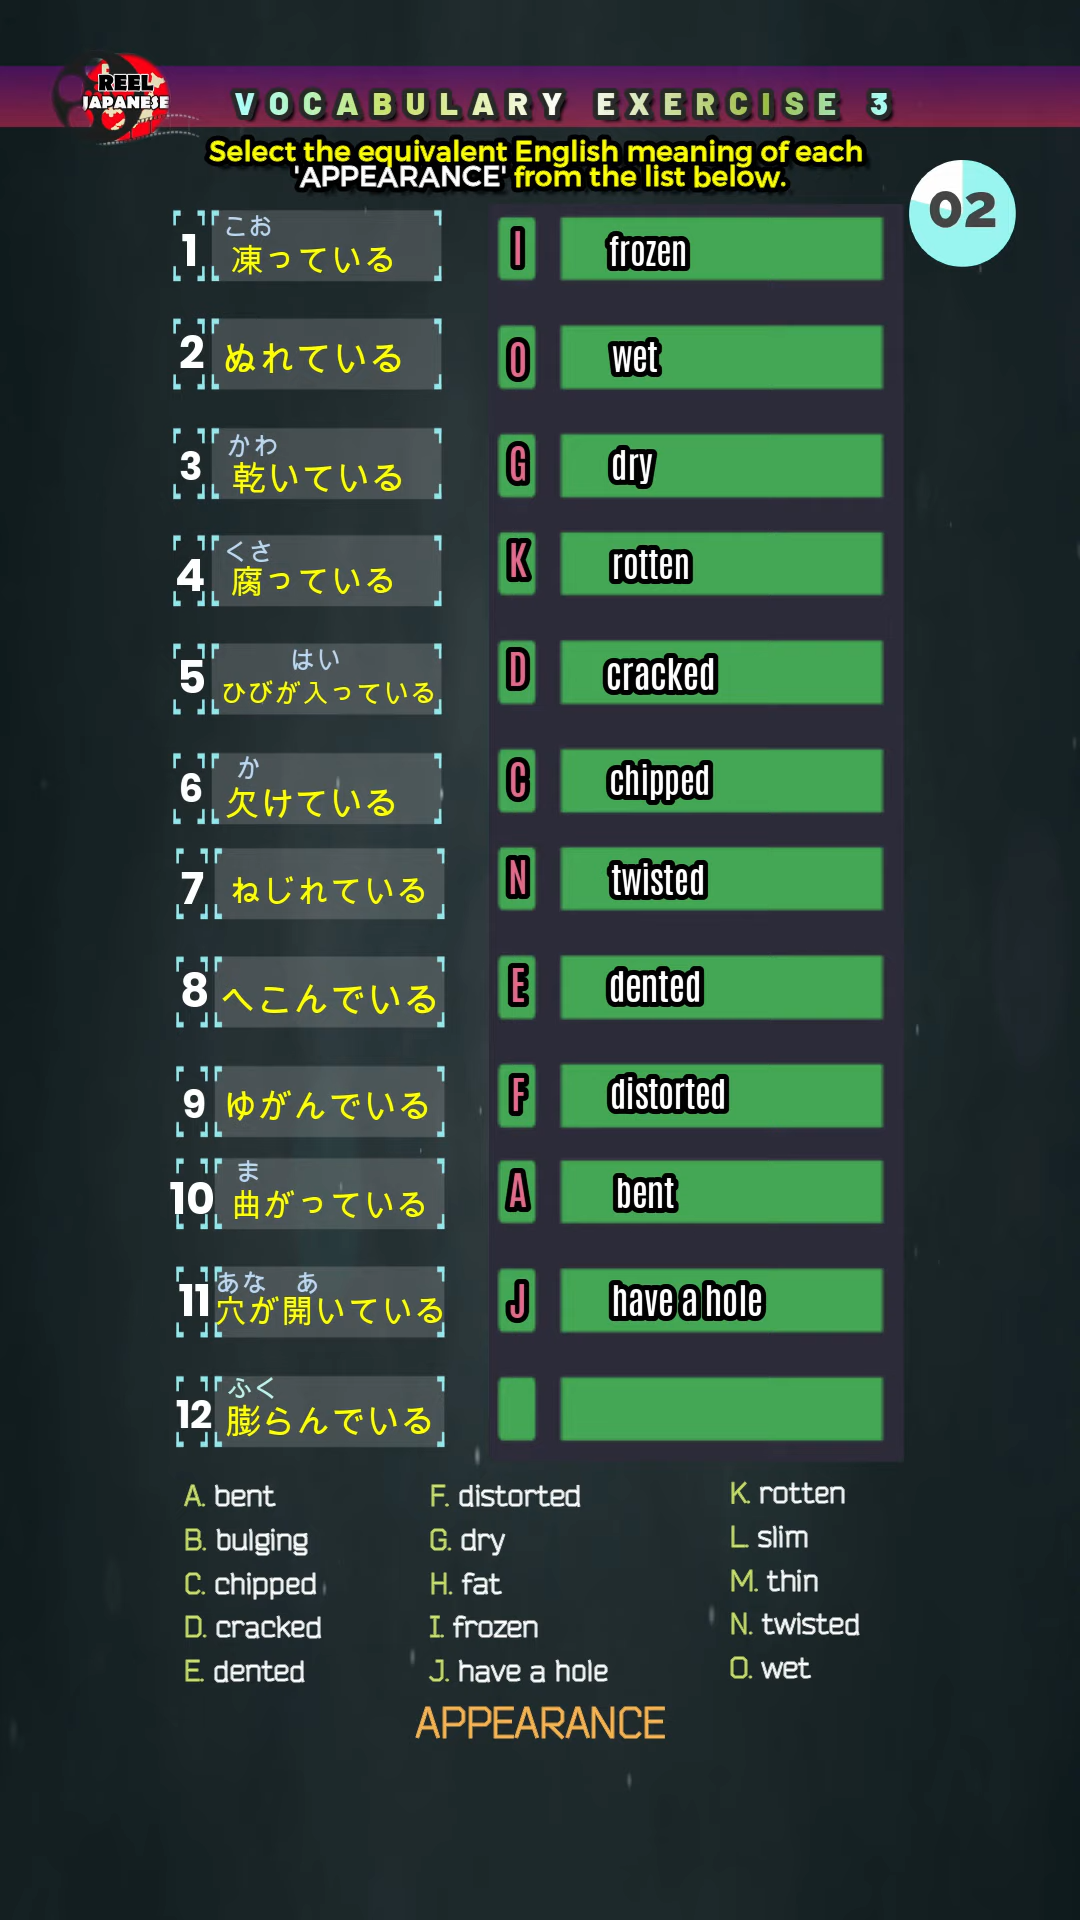 REEL
JAPANESE
VOCABULARY EXERCISE 3
Select the equivalent English meaning of each
'APPEARANCE' from the list below.
02
こお
1 凍っている I frozen
2 ぬれている O wet
かわ
3 乾いている G dry
くさ
4 腐っている K rotten
はい
5 ひびが入っている D cracked
か
6 欠けている C chipped
7 ねじれている N twisted
8 へこんでいる E dented
9 ゆがんでいる F distorted
ま
10 曲がっている A bent
あな あ
11 穴が開いている J have a hole
ふく
12 膨らんでいる
A. bent F. distorted K. rotten
B. bulging G. dry L. slim
C. chipped H. fat M. thin
D. cracked I. frozen N. twisted
E. dented J. have a hole O. wet
APPEARANCE